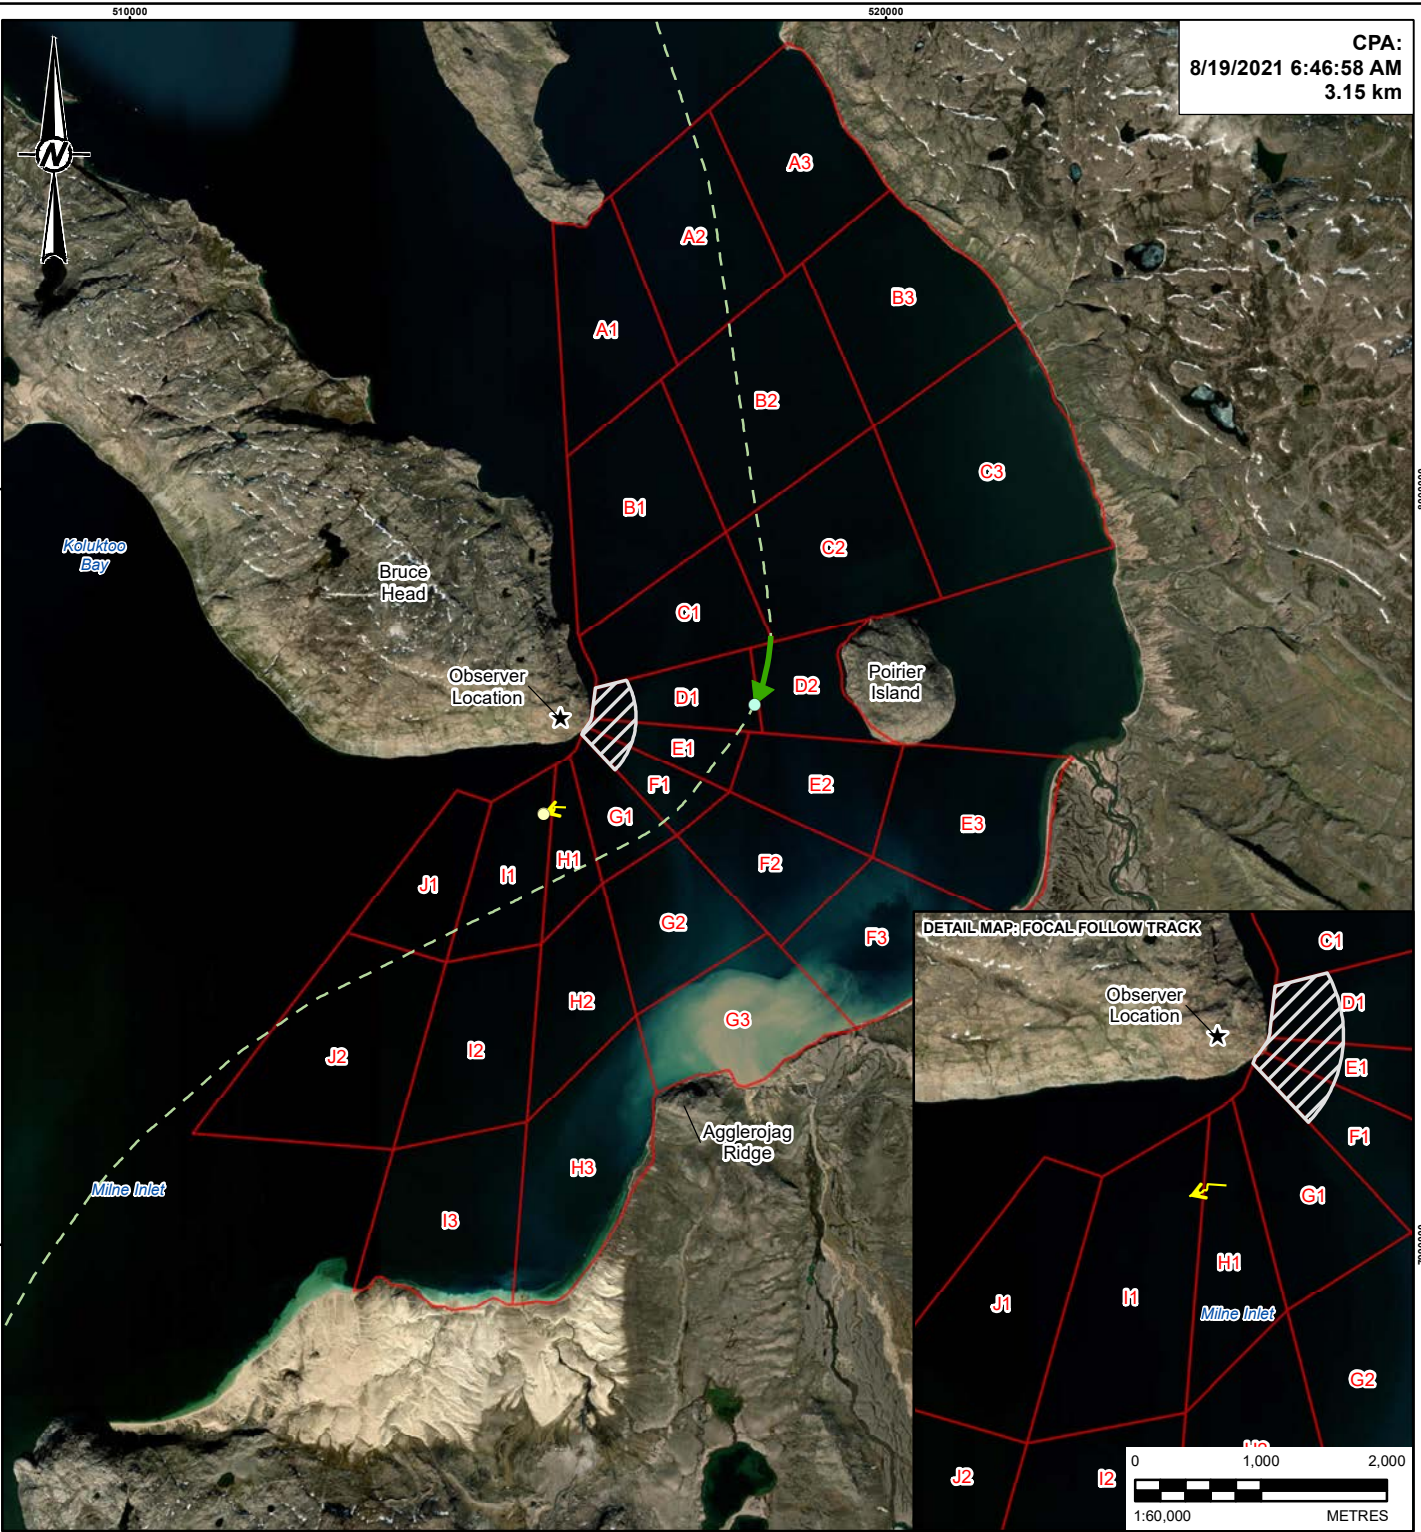 510000
520000
CPA:
8/19/2021 6:46:58 AM
3.15 km
N
A3
A2
A1
B3
B2
B1
C3
C2
C1
Koluktoo
Bay
Bruce
Head
Observer
Location
D1
D2
Poirier
Island
E1
E2
E3
F1
G1
H1
I1
J1
F2
G2
F3
H2
G3
I2
J2
Agglerojag
Ridge
H3
I3
Milne Inlet
DETAIL MAP: FOCAL FOLLOW TRACK
C1
Observer
Location
D1
E1
F1
G1
H1
I1
J1
Milne Inlet
G2
J2
I2
0
1,000
2,000
1:60,000
METRES